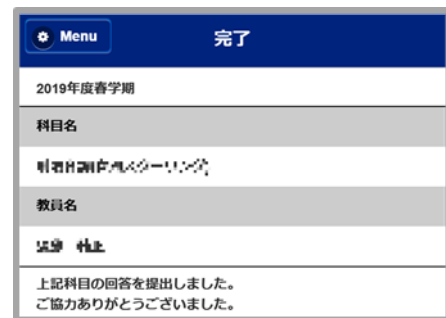 Menu
完了
2019年度春学期
科目名
教員名
上記科目の回答を提出しました。
ご協力ありがとうございました。